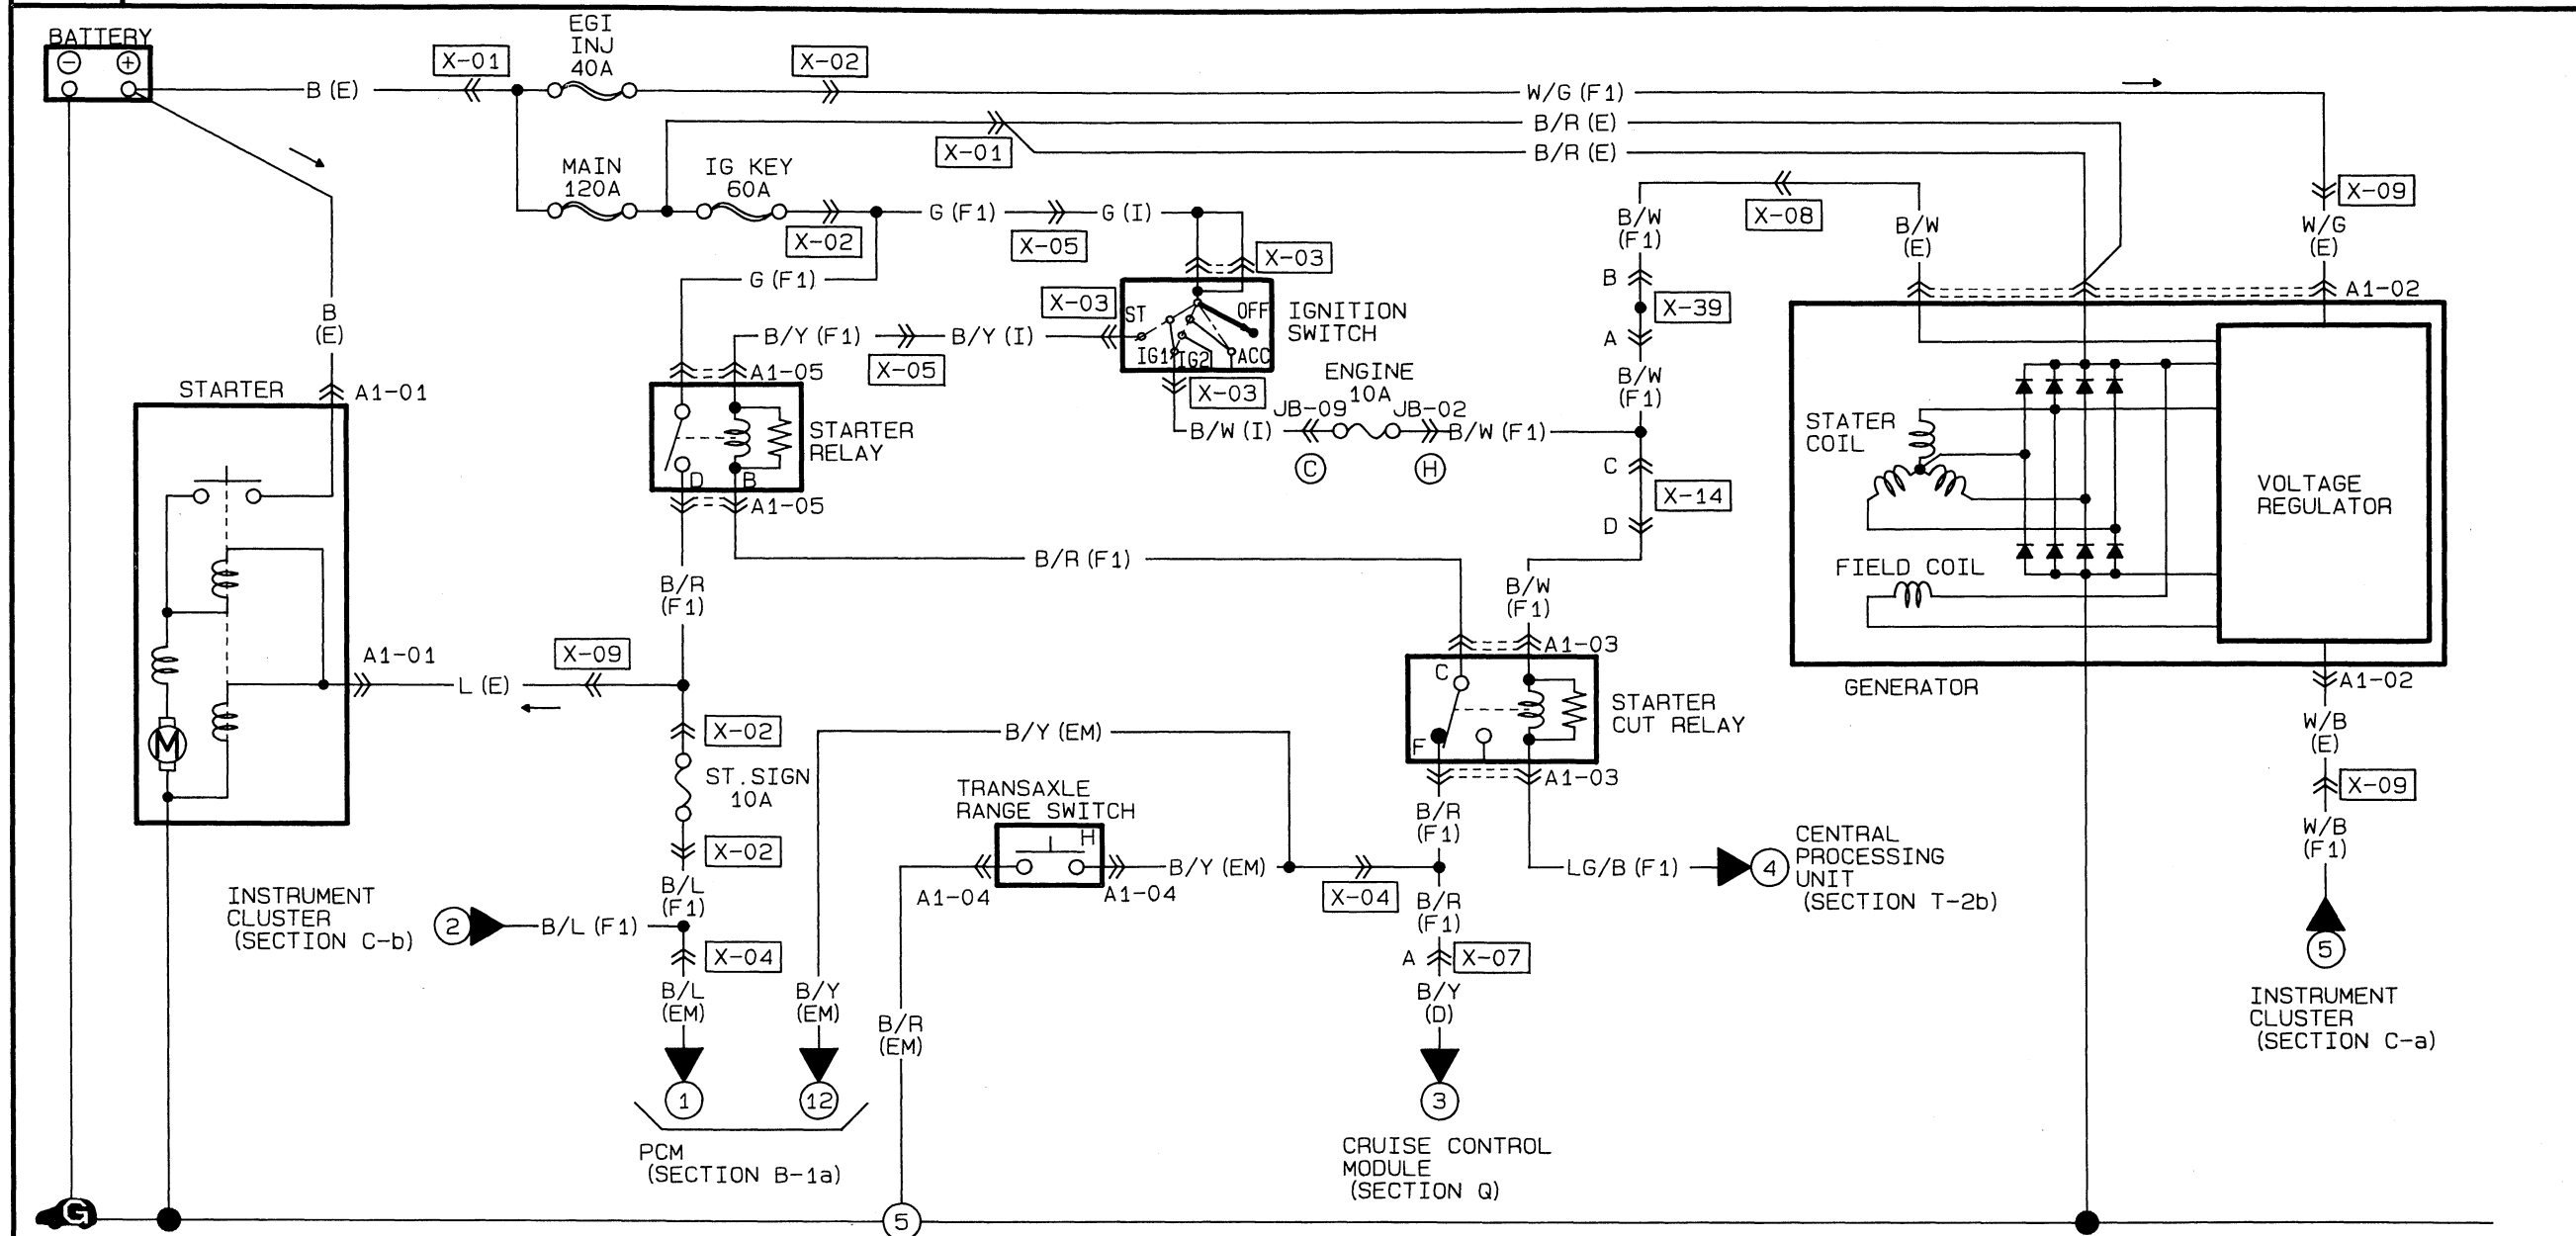 BATTERY
− +
B (E)
X-01
EGI
INJ
40A
X-02
W/G (F1)
B/R (E)
X-01
B/R (E)
MAIN
120A
IG KEY
60A
X-02
G (F1)
X-05
G (I)
X-03
G (F1)
X-03
ST
OFF
IG1
IG2
ACC
IGNITION
SWITCH
B/Y (F1)
X-05
B/Y (I)
X-03
B/W (I)
JB-09
ENGINE
10A
JB-02
B/W (F1)
C
H
B/W
(F1)
X-08
B/W
(E)
B
X-39
A
B/W
(F1)
C
X-14
D
X-09
W/G
(E)
A1-02
B
(E)
STARTER
A1-01
M
A1-01
L (E)
X-09
A1-05
STARTER
RELAY
D
B
A1-05
B/R (F1)
B/R
(F1)
B/W
(F1)
A1-03
C
F
STARTER
CUT RELAY
A1-03
STATER
COIL
FIELD COIL
VOLTAGE
REGULATOR
GENERATOR
A1-02
W/B
(E)
X-09
W/B
(F1)
5
INSTRUMENT
CLUSTER
(SECTION C-a)
X-02
ST.SIGN
10A
X-02
B/L
(F1)
INSTRUMENT
CLUSTER
(SECTION C-b)
2
B/L (F1)
X-04
B/L
(EM)
1
B/Y (EM)
B/Y
(EM)
12
PCM
(SECTION B-1a)
TRANSAXLE
RANGE SWITCH
H
A1-04
A1-04
B/Y (EM)
X-04
B/R
(EM)
B/R
(F1)
B/R
(F1)
A
X-07
B/Y
(D)
3
CRUISE CONTROL
MODULE
(SECTION Q)
LG/B (F1)
4
CENTRAL
PROCESSING
UNIT
(SECTION T-2b)
G
5